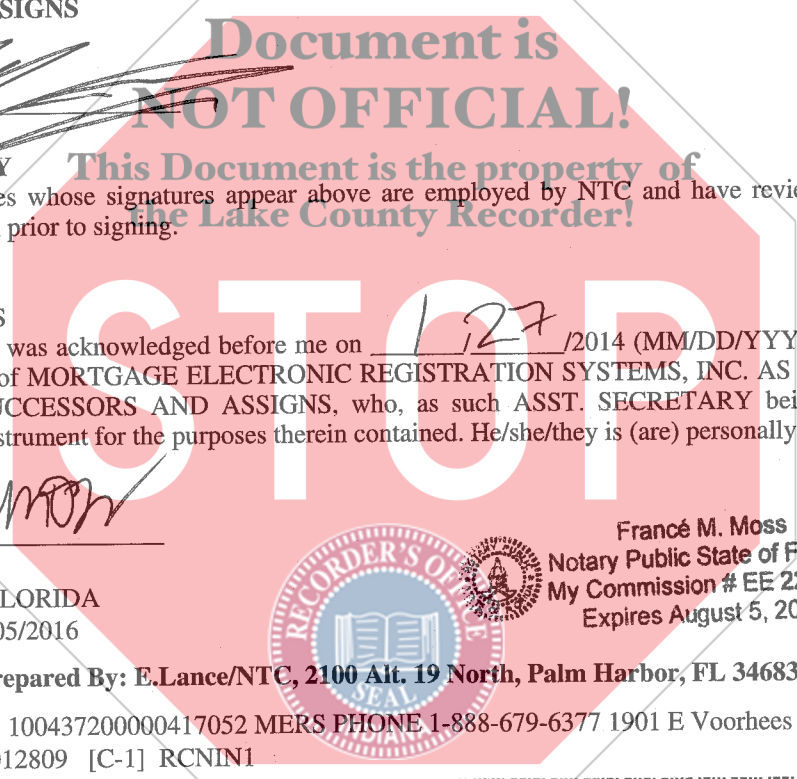 SIGNS
Document is
NOT OFFICIAL!
This Document is the property of
whose signatures appear above are employed by NTC and have
the Lake County Recorder!
prior to signing.
STOP
was acknowledged before me on 1 / 27 /2014 (MM/DD/YYY
of MORTGAGE ELECTRONIC REGISTRATION SYSTEMS, INC. AS
UCCESSORS AND ASSIGNS, who, as such ASST. SECRETARY bei
strument for the purposes therein contained. He/she/they is (are) personally
Francé M. Moss
Notary Public State of F
My Commission # EE 22
Expires August 5, 20
NOTARY PUBLIC
RECORDER'S OFFICE
SEAL
INDIANA
LORIDA
05/2016
repared By: E.Lance/NTC, 2100 Alt. 19 North, Palm Harbor, FL 34683
100437200000417052 MERS PHONE 1-888-679-6377 1901 E Voorhees
12809 [C-1] RCNIN1